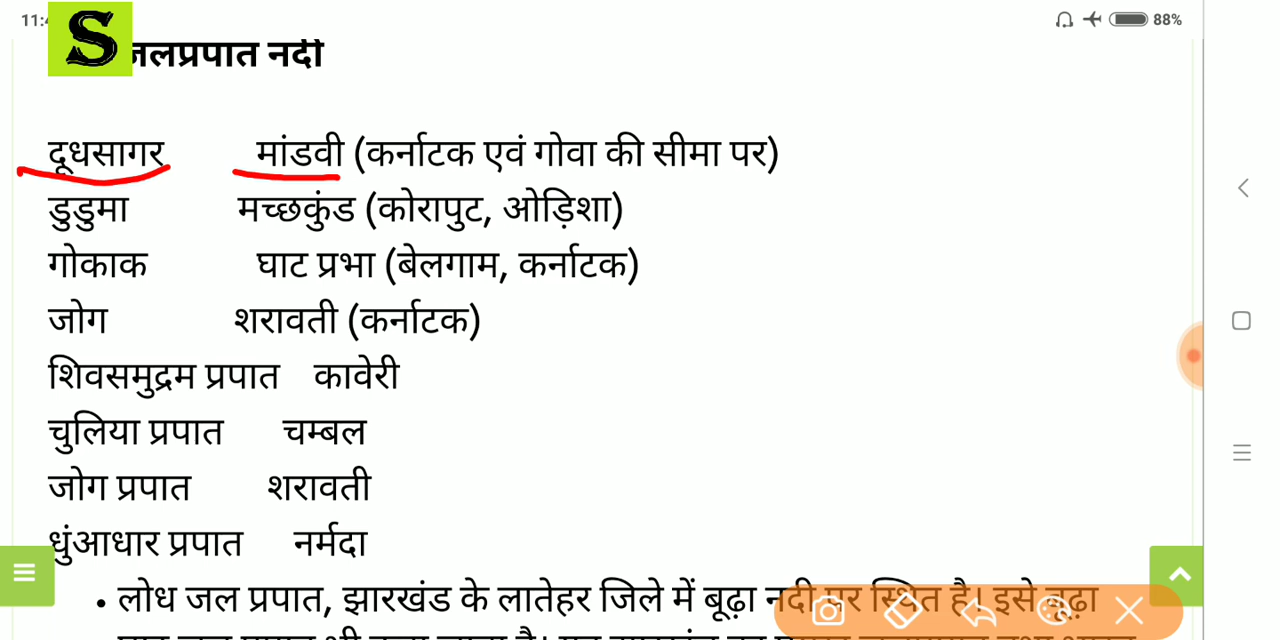 11:4
88%
S
जलप्रपात नदी
दूधसागर मांडवी (कर्नाटक एवं गोवा की सीमा पर)
डुडुमा मच्छकुंड (कोरापुट, ओड़िशा)
गोकाक घाट प्रभा (बेलगाम, कर्नाटक)
जोग शरावती (कर्नाटक)
शिवसमुद्रम प्रपात कावेरी
चुलिया प्रपात चम्बल
जोग प्रपात शरावती
धुंआधार प्रपात नर्मदा
• लोध जल प्रपात, झारखंड के लातेहर जिले में बूढ़ा नदी पर स्थित है। इसे बूढ़ा